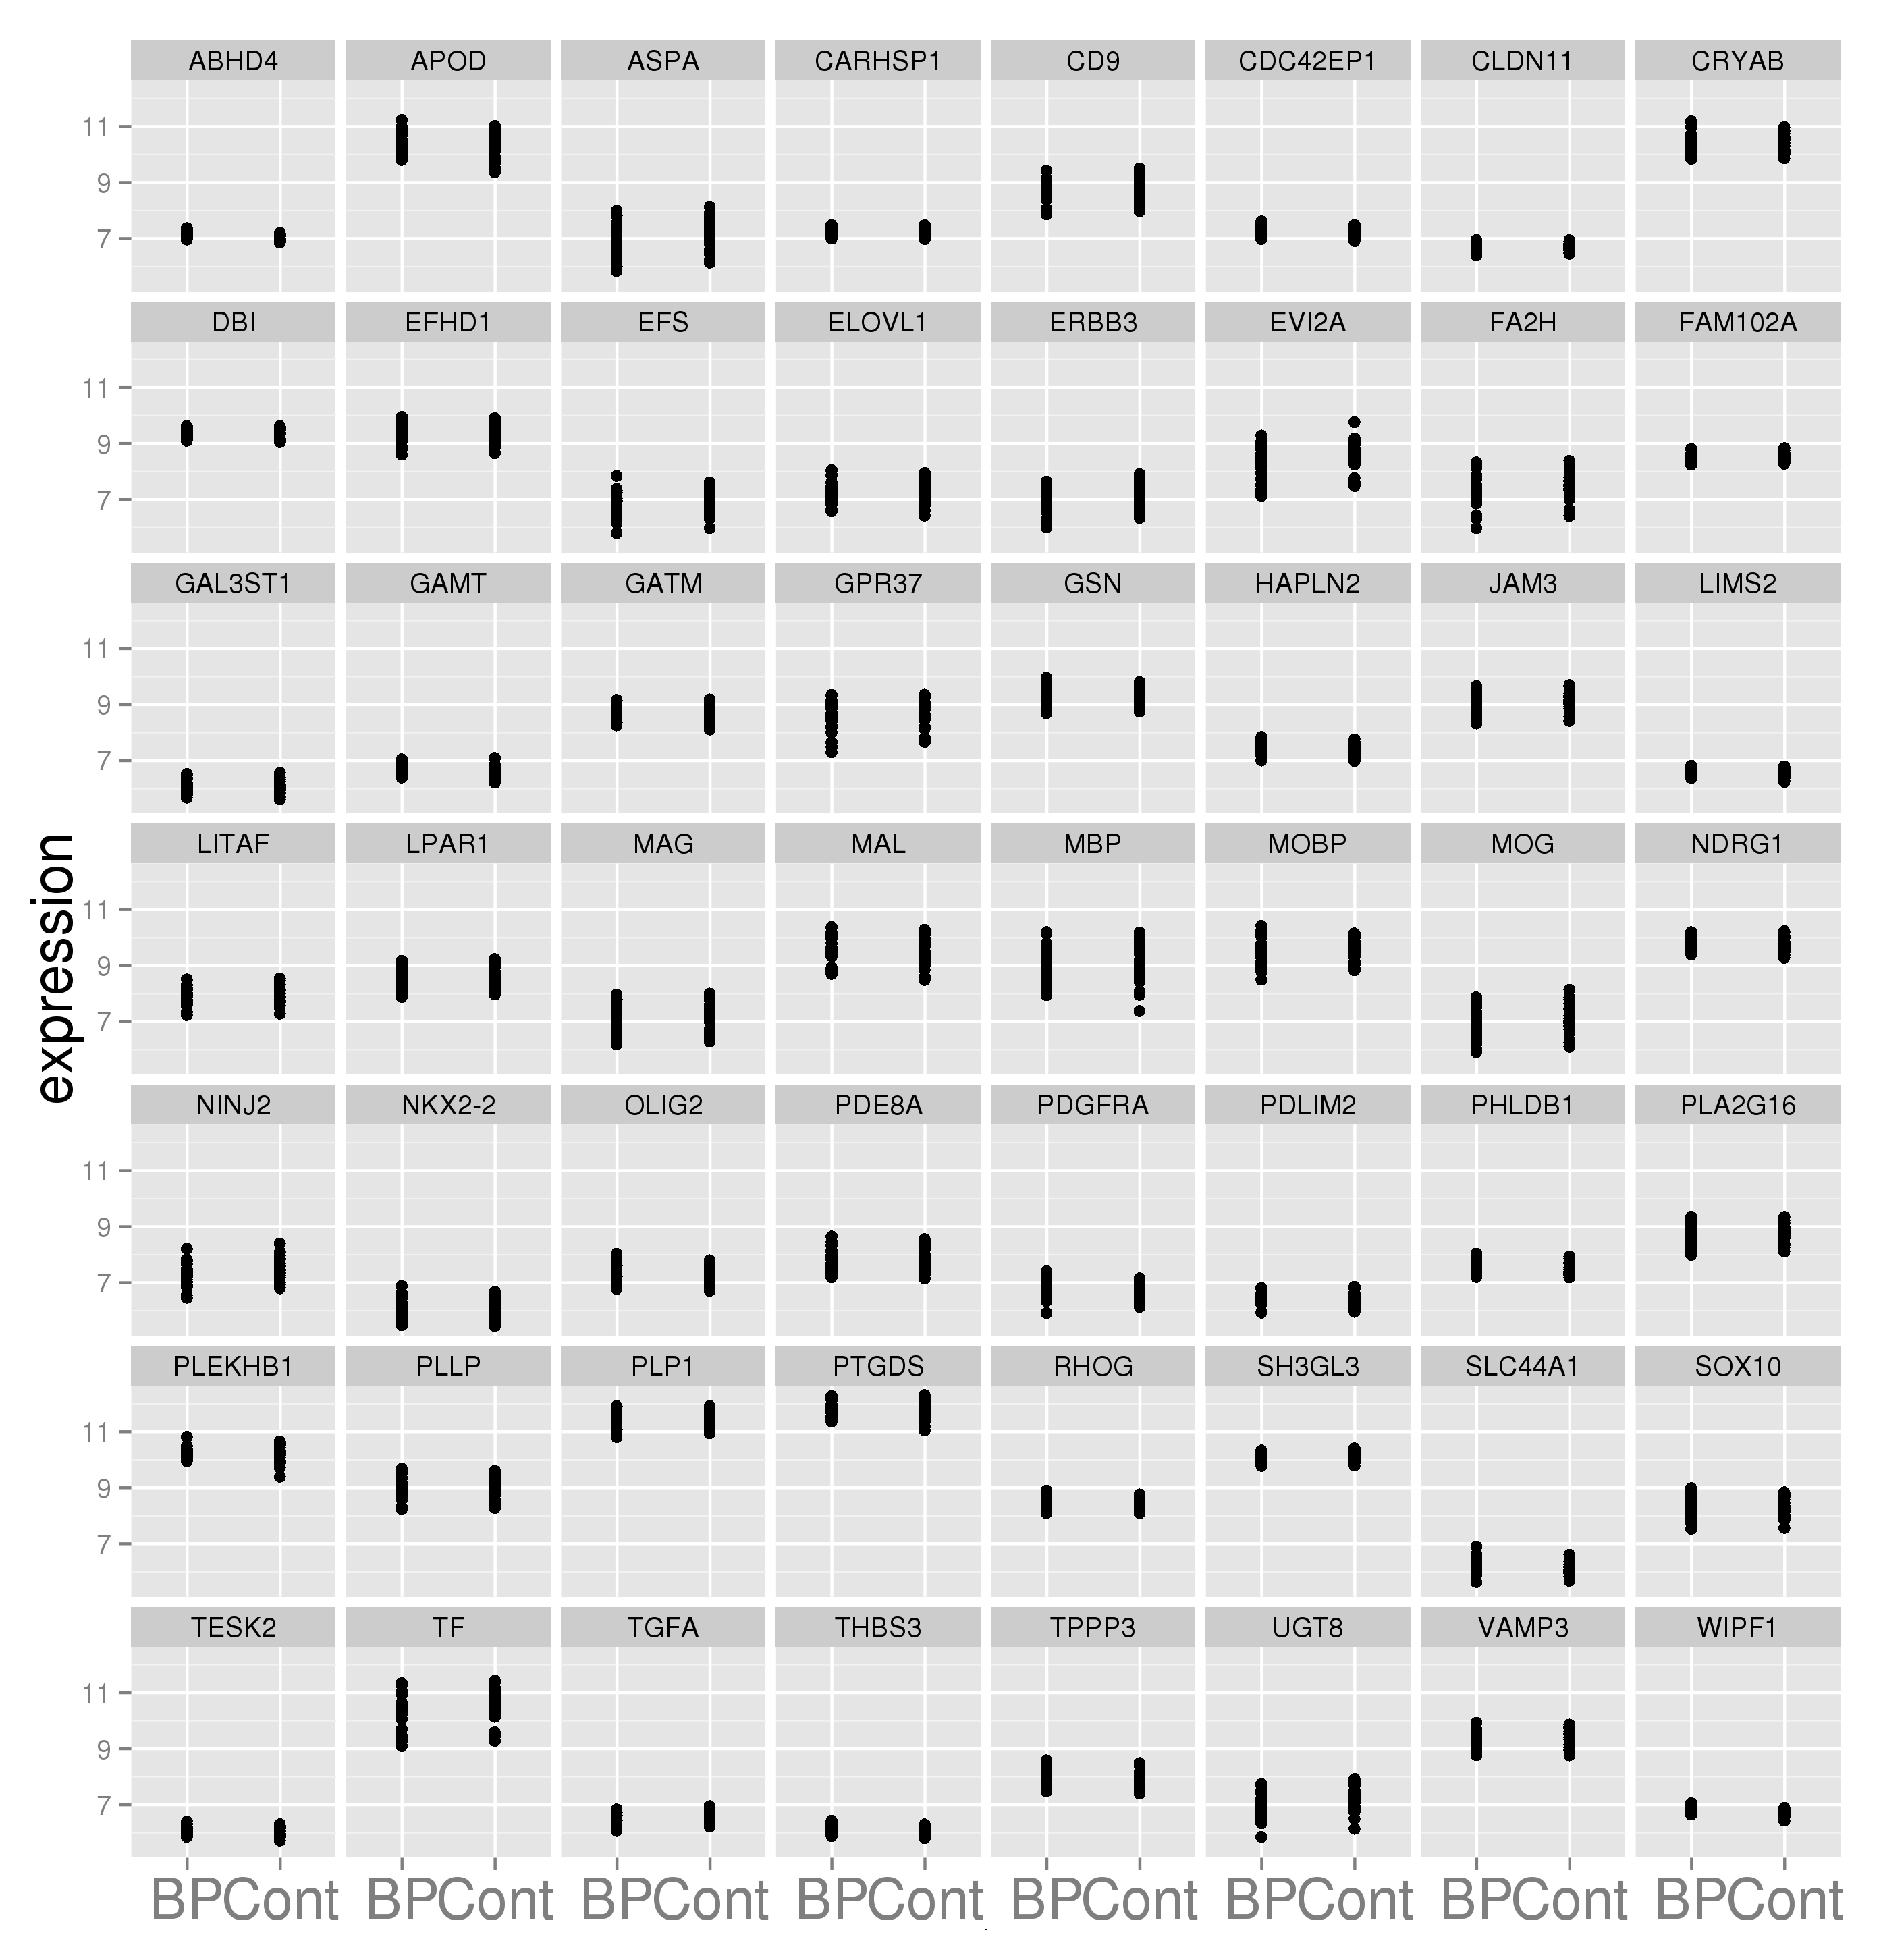 ABHD4 APOD ASPA CARHSP1 CD9 CDC42EP1 CLDN11 CRYAB
11
9
7
DBI EFHD1 EFS ELOVL1 ERBB3 EVI2A FA2H FAM102A
11
9
7
GAL3ST1 GAMT GATM GPR37 GSN HAPLN2 JAM3 LIMS2
11
9
7
expression
LITAF LPAR1 MAG MAL MBP MOBP MOG NDRG1
11
9
7
NINJ2 NKX2-2 OLIG2 PDE8A PDGFRA PDLIM2 PHLDB1 PLA2G16
11
9
7
PLEKHB1 PLLP PLP1 PTGDS RHOG SH3GL3 SLC44A1 SOX10
11
9
7
TESK2 TF TGFA THBS3 TPPP3 UGT8 VAMP3 WIPF1
11
9
7
BPCont BPCont BPCont BPCont BPCont BPCont BPCont BPCont